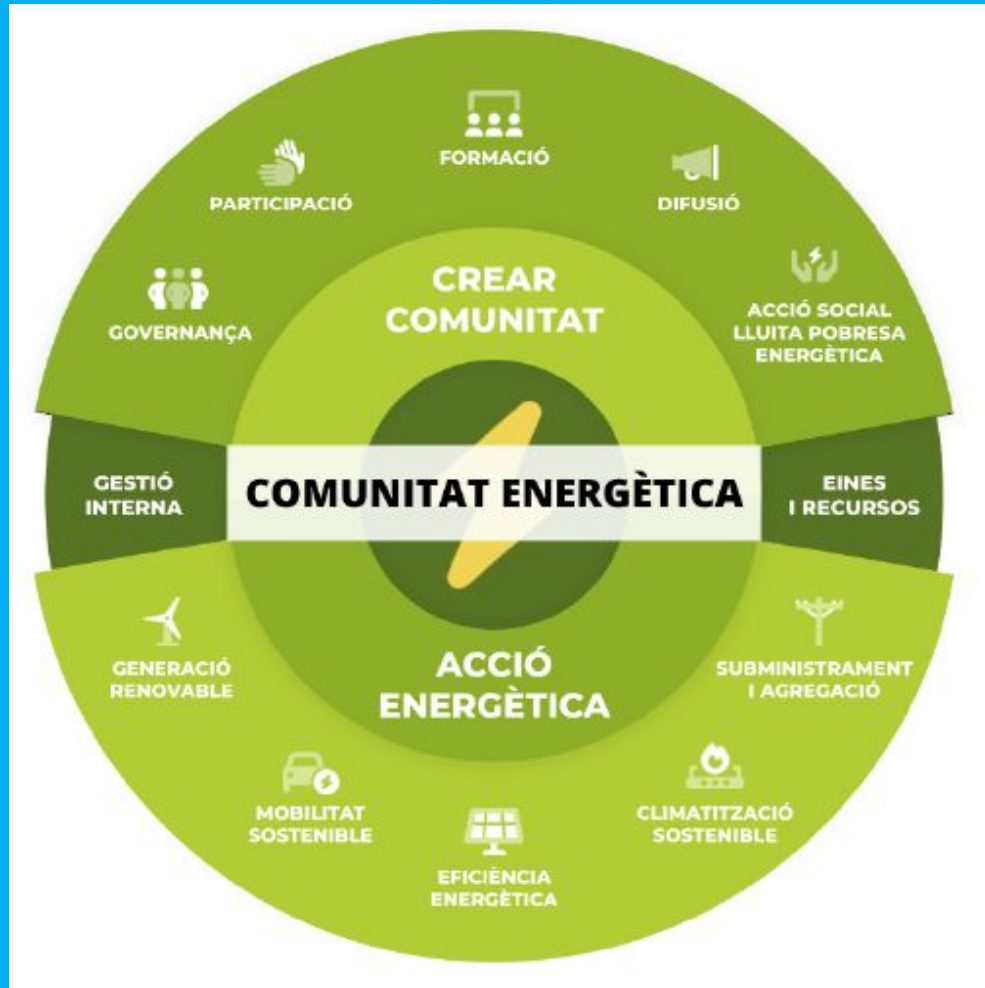 FORMACIÓ
PARTICIPACIÓ
DIFUSIÓ
GOVERNANÇA
ACCIÓ SOCIAL
LLUITA POBRESA
ENERGÈTICA
CREAR
COMUNITAT
GESTIÓ
INTERNA
COMUNITAT ENERGÈTICA
EINES
I RECURSOS
ACCIÓ
ENERGÈTICA
GENERACIÓ
RENOVABLE
MOBILITAT
SOSTENIBLE
EFICIÈNCIA
ENERGÈTICA
CLIMATITZACIÓ
SOSTENIBLE
SUBMINISTRAMENT
I AGREGACIÓ